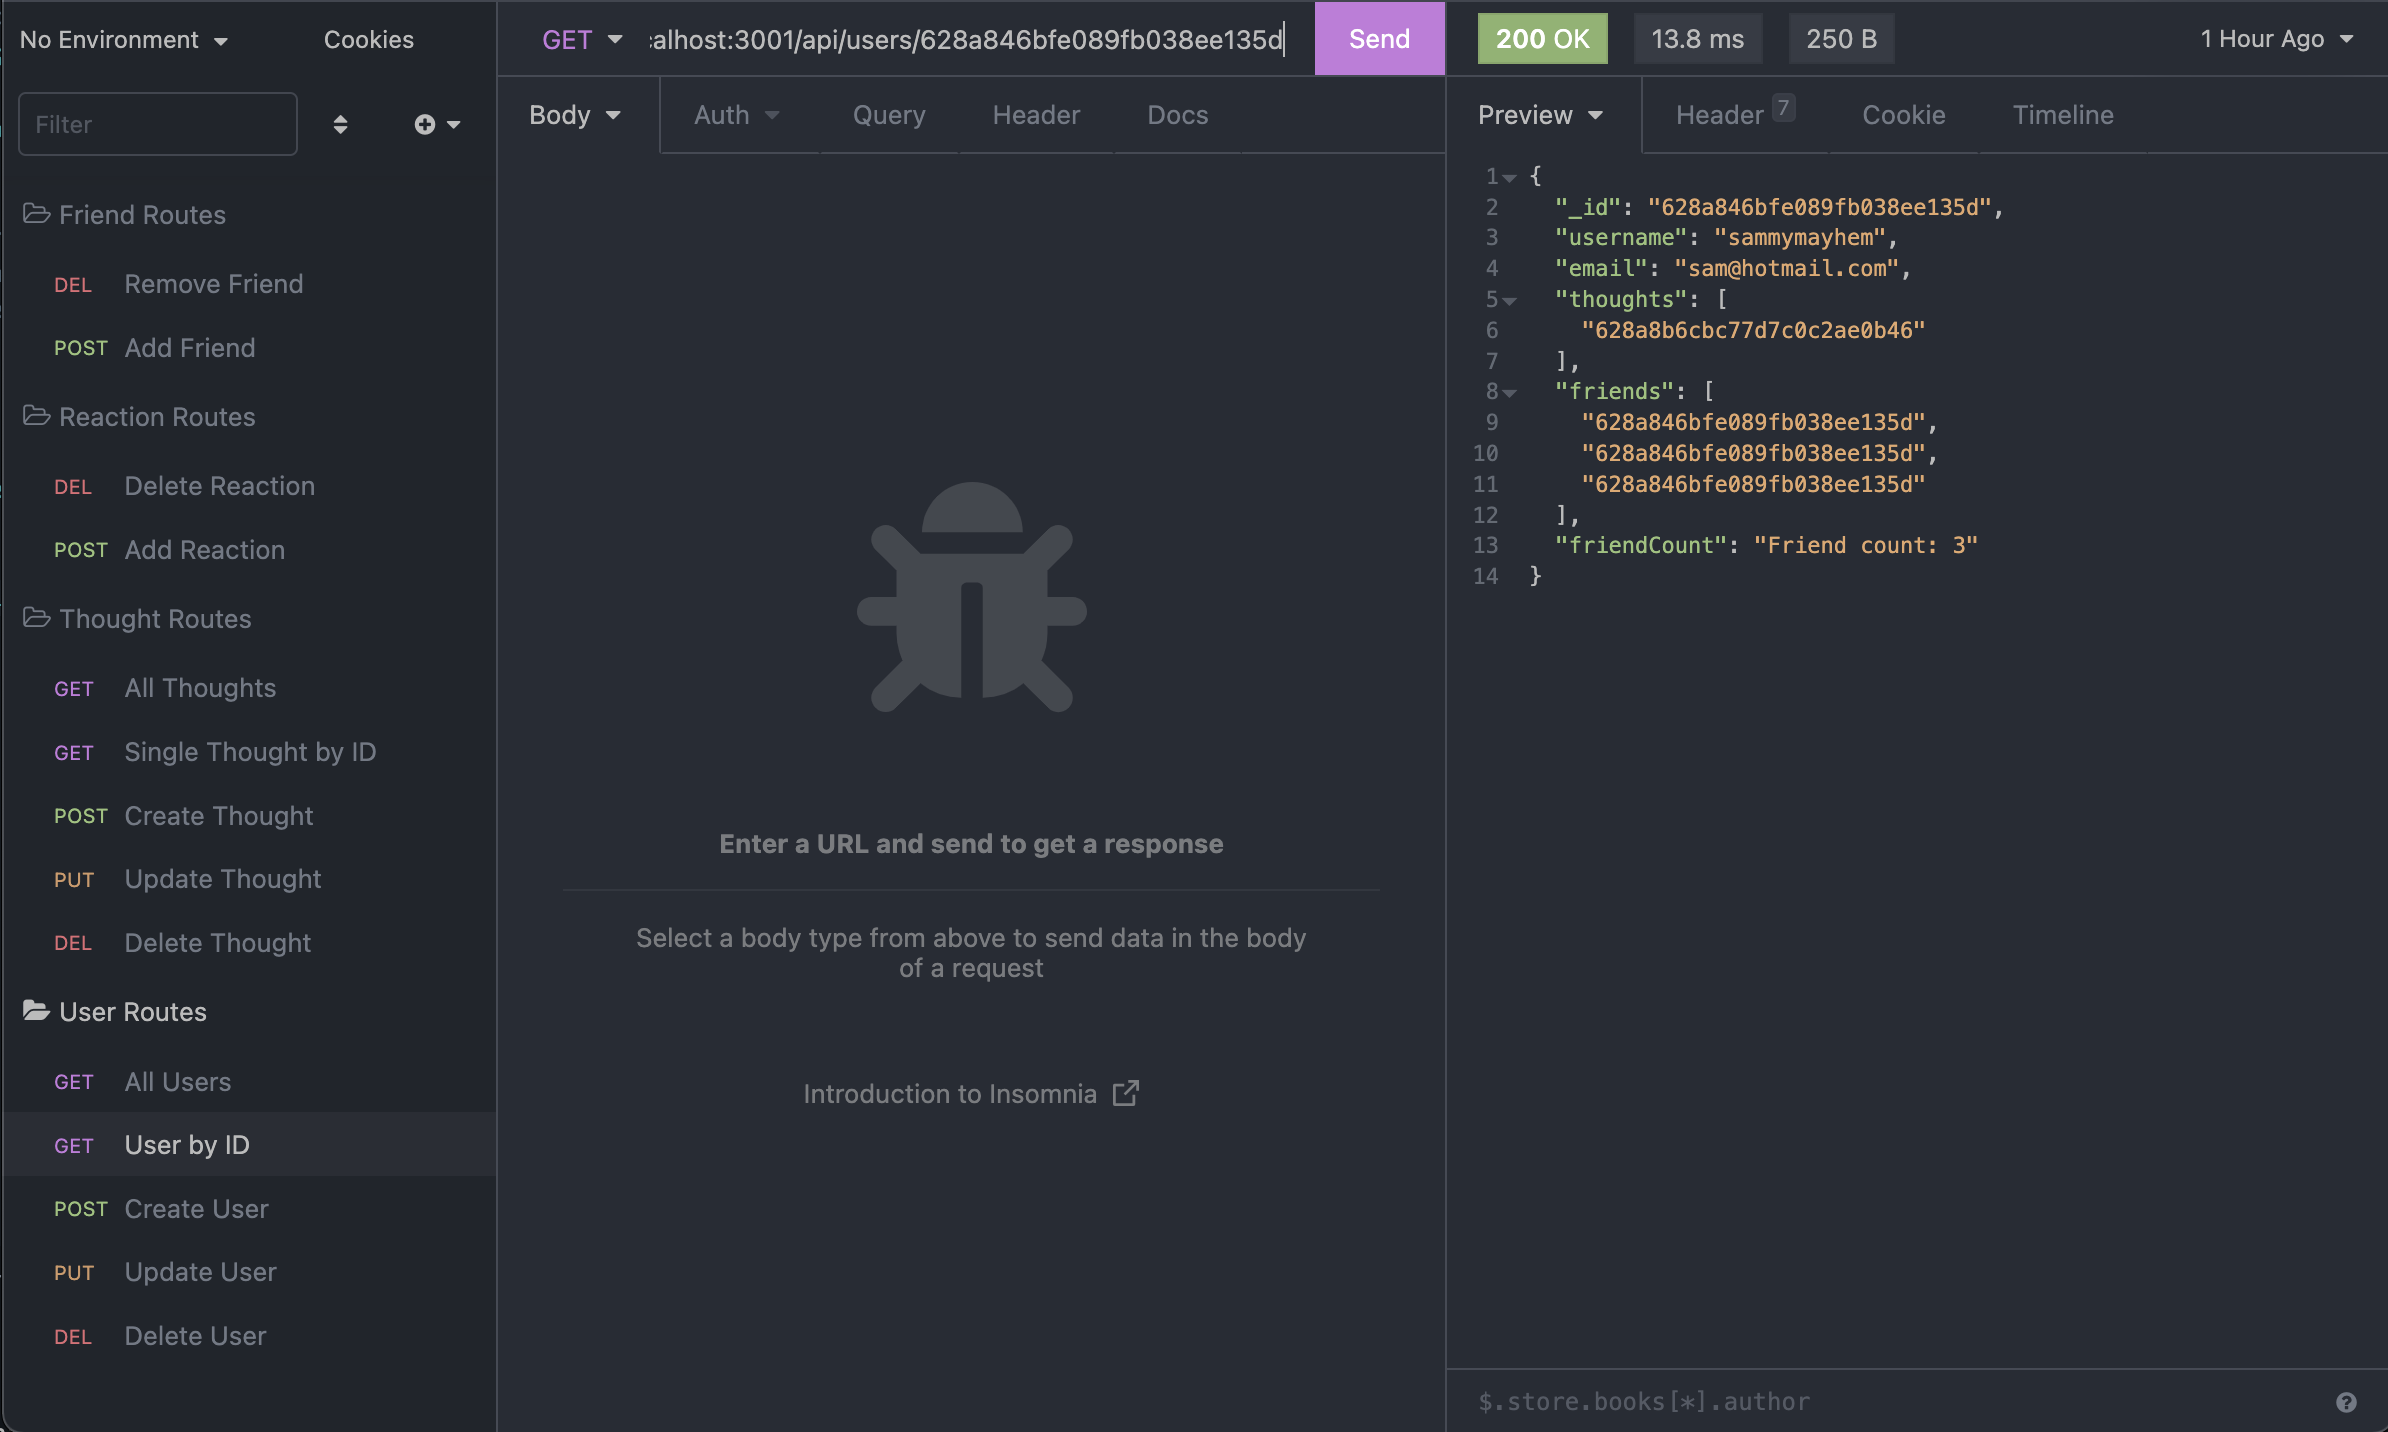 No Environment
Cookies
Filter
Friend Routes
DEL Remove Friend
POST Add Friend
Reaction Routes
DEL Delete Reaction
POST Add Reaction
Thought Routes
GET All Thoughts
GET Single Thought by ID
POST Create Thought
PUT Update Thought
DEL Delete Thought
User Routes
GET All Users
GET User by ID
POST Create User
PUT Update User
DEL Delete User
GET alhost:3001/api/users/628a846bfe089fb038ee135d Send
Body Auth Query Header Docs
Enter a URL and send to get a response
Select a body type from above to send data in the body
of a request
Introduction to Insomnia
200 OK 13.8 ms 250 B 1 Hour Ago
Preview Header 7 Cookie Timeline
1 {
2 "_id": "628a846bfe089fb038ee135d",
3 "username": "sammymayhem",
4 "email": "sam@hotmail.com",
5 "thoughts": [
6 "628a8b6cbc77d7c0c2ae0b46"
7 ],
8 "friends": [
9 "628a846bfe089fb038ee135d",
10 "628a846bfe089fb038ee135d",
11 "628a846bfe089fb038ee135d"
12 ],
13 "friendCount": "Friend count: 3"
14 }
$.store.books[*].author
?